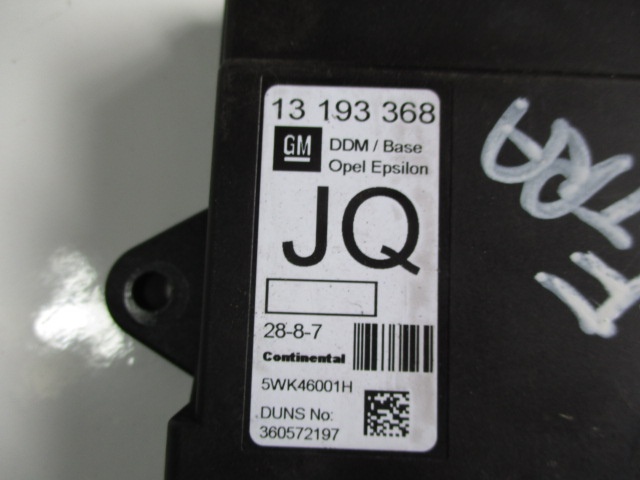 13 193 368
GM DDM / Base
Opel Epsilon
JQ
28-8-7
Continental
5WK46001H
DUNS No:
360572197